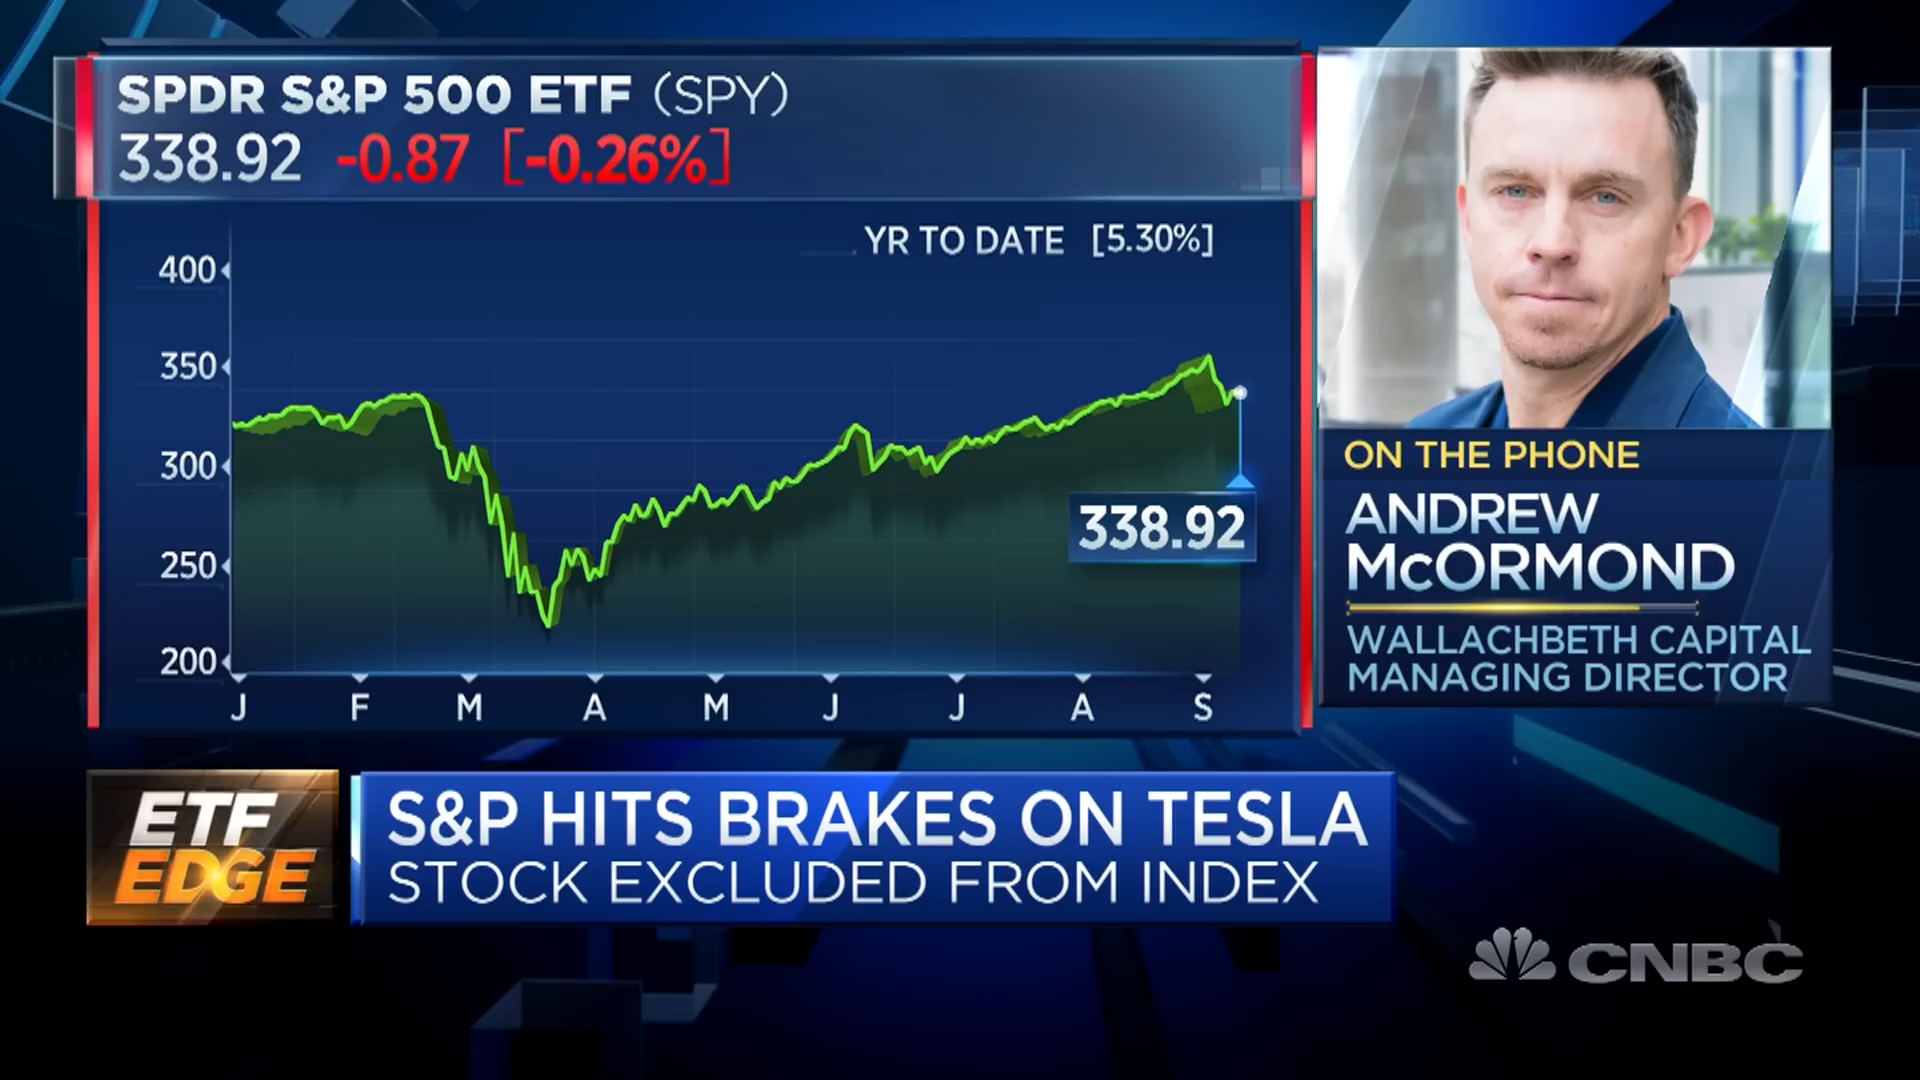 SPDR S&P 500 ETF (SPY)
338.92 -0.87 [-0.26%]
YR TO DATE [5.30%]
400
350
300
250
200
338.92
J F M A M J J A S
ON THE PHONE
ANDREW
McCORMOND
WALLACHBETH CAPITAL
MANAGING DIRECTOR
ETF
EDGE
S&P HITS BRAKES ON TESLA
STOCK EXCLUDED FROM INDEX
CNBC